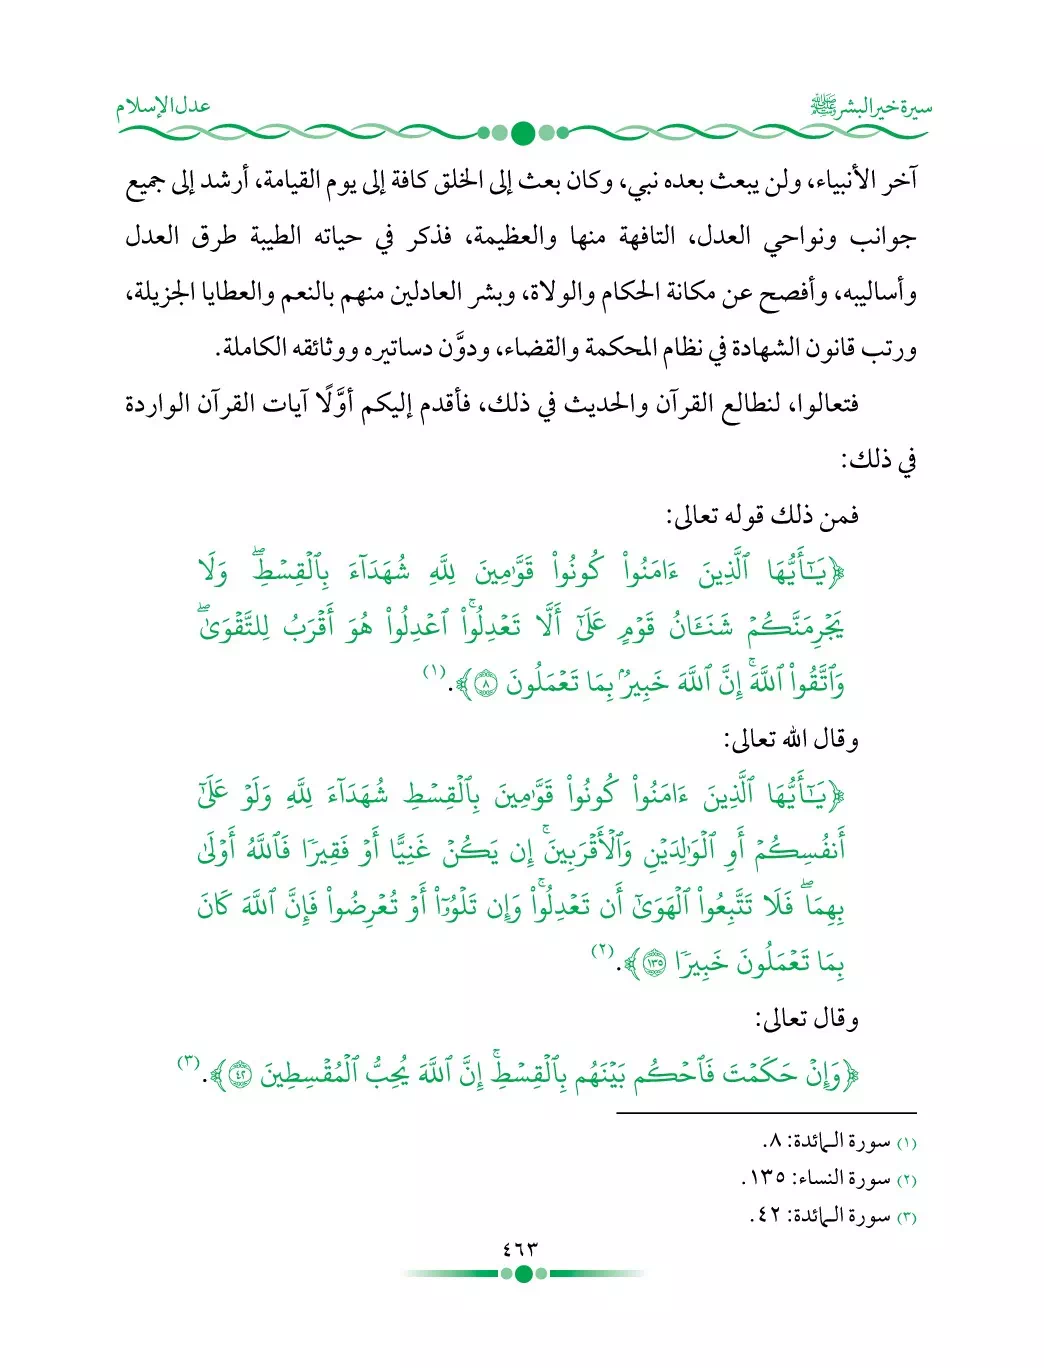 سيرة خير البشر ﷺ
عدل الإسلام
آخر الأنبياء، ولن يبعث بعده نبي، وكان بعث إلى الخلق كافة إلى يوم القيامة، أرشد إلى جميع
جوانب ونواحي العدل، التافهة منها والعظيمة، فذكر في حياته الطيبة طرق العدل
وأساليبه، وأفصح عن مكانة الحكام والولاة، وبشر العادلين منهم بالنعم والعطايا الجزيلة،
ورتب قانون الشهادة في نظام المحكمة والقضاء، ودوَّن دساتيره ووثائقه الكاملة.
فتعالوا، لنطالع القرآن والحديث في ذلك، فأقدم إليكم أوَّلًا آيات القرآن الواردة
في ذلك:
فمن ذلك قوله تعالى:
﴿يَـٰٓأَيُّهَا ٱلَّذِينَ ءَامَنُوا۟ كُونُوا۟ قَوَّٰمِينَ لِلَّهِ شُهَدَآءَ بِٱلْقِسْطِۖ وَلَا
يَجْرِمَنَّكُمْ شَنَـَٔانُ قَوْمٍ عَلَىٰٓ أَلَّا تَعْدِلُوا۟ۚ ٱعْدِلُوا۟ هُوَ أَقْرَبُ لِلتَّقْوَىٰۖ
وَٱتَّقُوا۟ ٱللَّهَۚ إِنَّ ٱللَّهَ خَبِيرٌۢ بِمَا تَعْمَلُونَ ٨﴾.(١)
وقال الله تعالى:
﴿يَـٰٓأَيُّهَا ٱلَّذِينَ ءَامَنُوا۟ كُونُوا۟ قَوَّٰمِينَ بِٱلْقِسْطِ شُهَدَآءَ لِلَّهِ وَلَوْ عَلَىٰٓ
أَنفُسِكُمْ أَوِ ٱلْوَٰلِدَيْنِ وَٱلْأَقْرَبِينَۚ إِن يَكُنْ غَنِيًّا أَوْ فَقِيرًا فَٱللَّهُ أَوْلَىٰ
بِهِمَاۖ فَلَا تَتَّبِعُوا۟ ٱلْهَوَىٰٓ أَن تَعْدِلُوا۟ۚ وَإِن تَلْوُۥٓا۟ أَوْ تُعْرِضُوا۟ فَإِنَّ ٱللَّهَ كَانَ
بِمَا تَعْمَلُونَ خَبِيرًا ١٣٥﴾.(٢)
وقال تعالى:
﴿وَإِنْ حَكَمْتَ فَٱحْكُم بَيْنَهُم بِٱلْقِسْطِۚ إِنَّ ٱللَّهَ يُحِبُّ ٱلْمُقْسِطِينَ ٤٢﴾.(٣)
(١) سورة المائدة: ٨.
(٢) سورة النساء: ١٣٥.
(٣) سورة المائدة: ٤٢.
٤٦٣